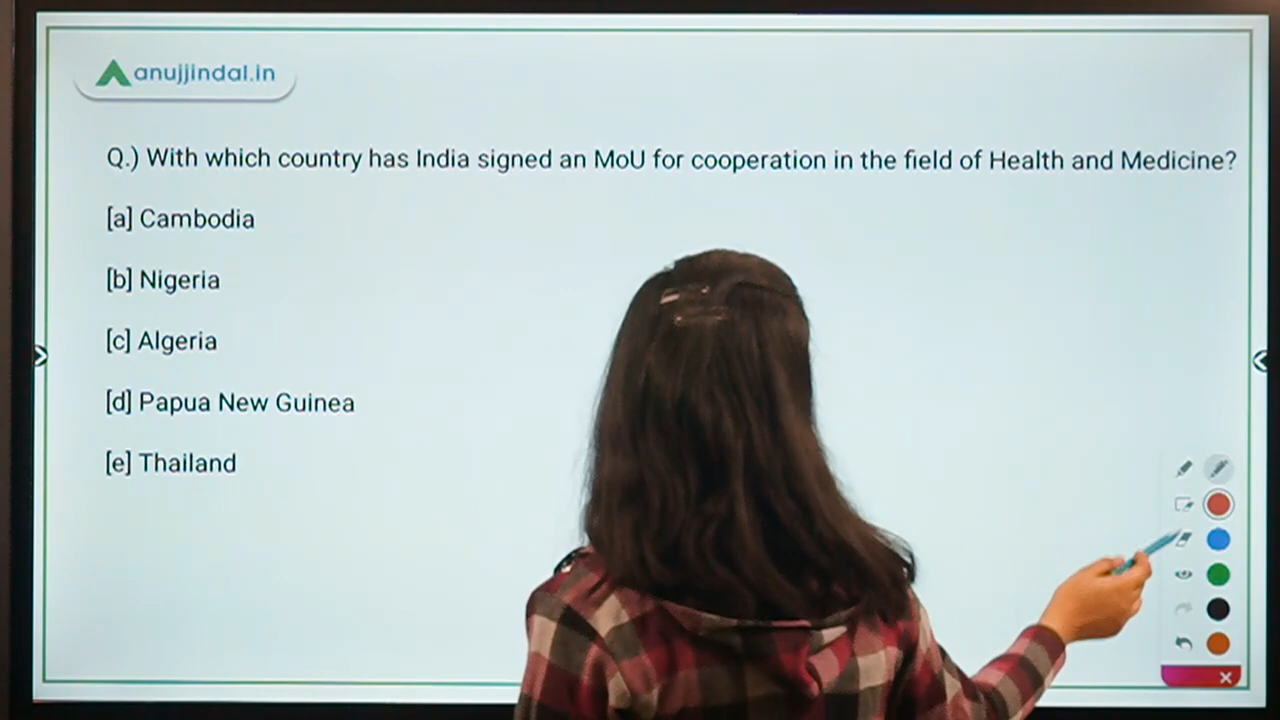 anujjindal.in
Q.) With which country has India signed an MoU for cooperation in the field of Health and Medicine?
[a] Cambodia
[b] Nigeria
[c] Algeria
[d] Papua New Guinea
[e] Thailand